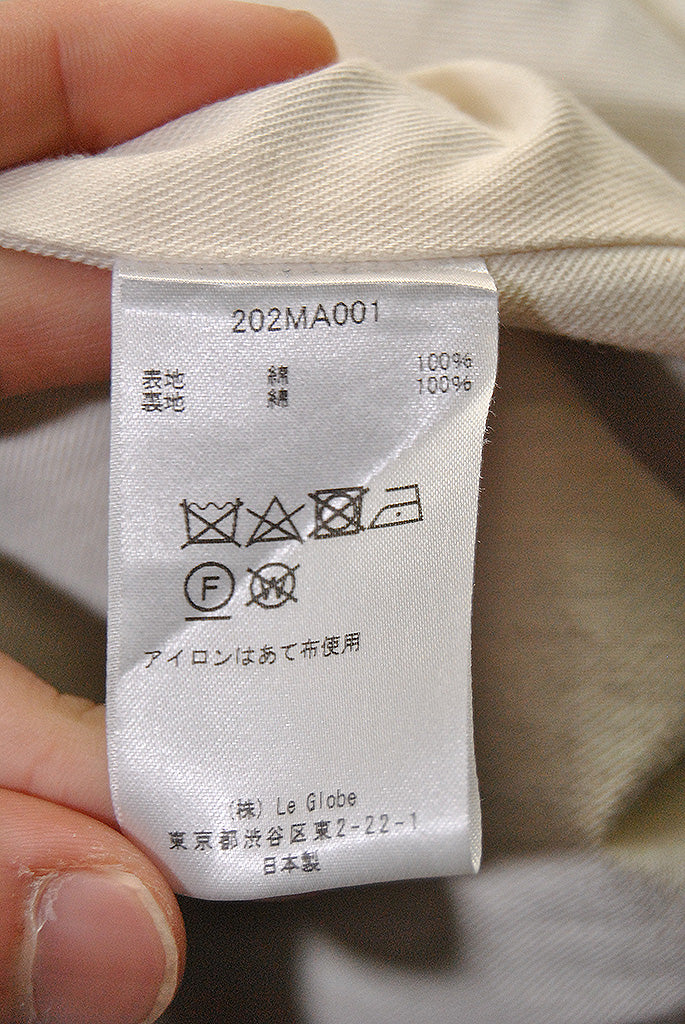 202MA001
表地 綿 100%
裏地 綿 100%
F W
アイロンはあて布使用
(株) Le Globe
東京都渋谷区東2-22-1
日本製